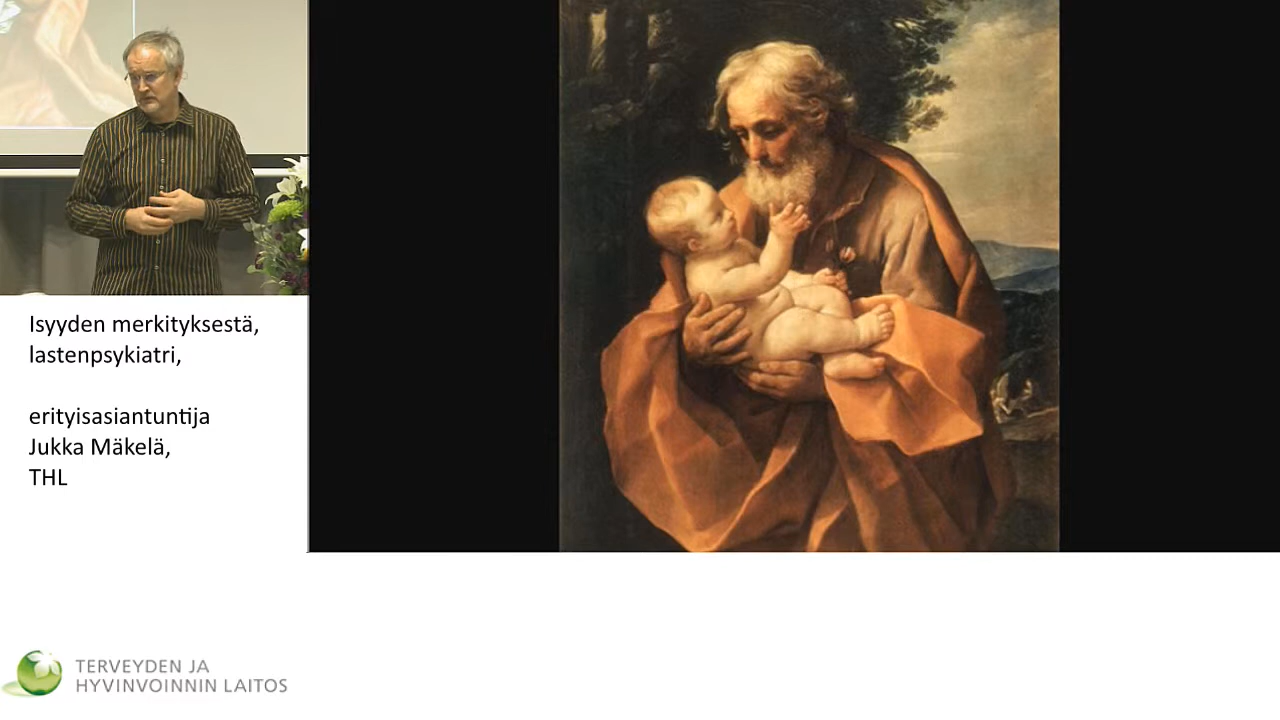 Isyyden merkityksestä,
lastenpsykiatri,
erityisasiantuntija
Jukka Mäkelä,
THL
TERVEYDEN JA
HYVINVOINNIN LAITOS